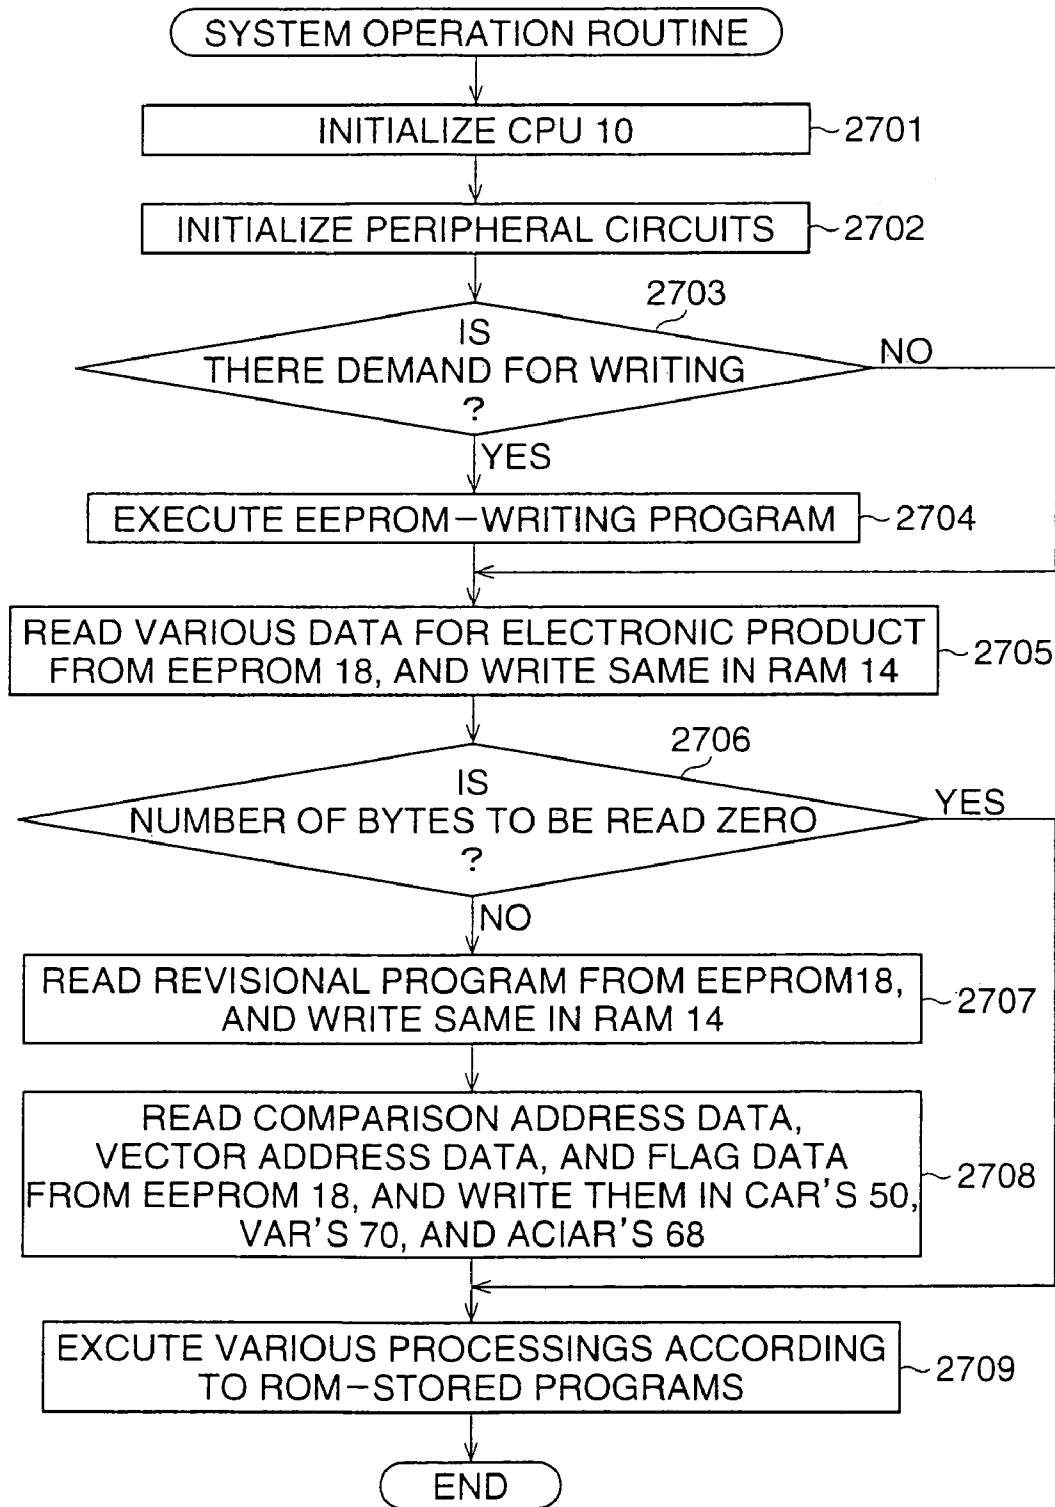 SYSTEM OPERATION ROUTINE
INITIALIZE CPU 10
2701
INITIALIZE PERIPHERAL CIRCUITS
2702
2703
IS
THERE DEMAND FOR WRITING
?
NO
YES
EXECUTE EEPROM-WRITING PROGRAM
2704
READ VARIOUS DATA FOR ELECTRONIC PRODUCT
FROM EEPROM 18, AND WRITE SAME IN RAM 14
2705
2706
IS
NUMBER OF BYTES TO BE READ ZERO
?
YES
NO
READ REVISIONAL PROGRAM FROM EEPROM18,
AND WRITE SAME IN RAM 14
2707
READ COMPARISON ADDRESS DATA,
VECTOR ADDRESS DATA, AND FLAG DATA
FROM EEPROM 18, AND WRITE THEM IN CAR'S 50,
VAR'S 70, AND ACIAR'S 68
2708
EXCUTE VARIOUS PROCESSINGS ACCORDING
TO ROM-STORED PROGRAMS
2709
END